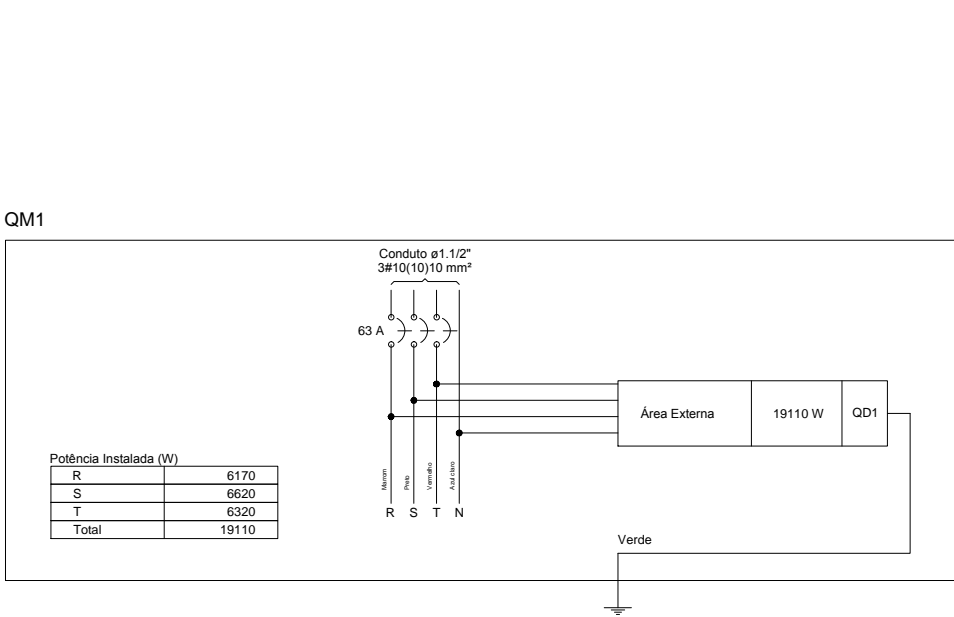 QM1
Conduto ø1.1/2"
3#10(10)10 mm²
63 A
Área Externa 19110 W QD1
Potência Instalada (W)
R 6170
S 6620
T 6320
Total 19110
Marrom Preto Vermelho Azul claro
R S T N
Verde